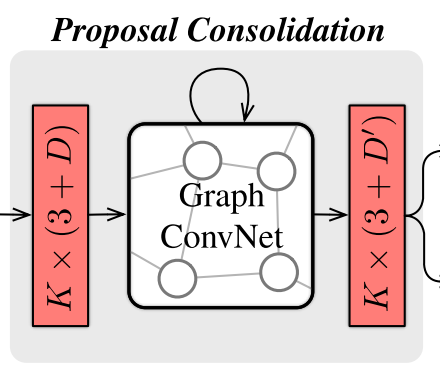 Proposal Consolidation
K × (3 + D)
Graph
ConvNet
K × (3 + D′)